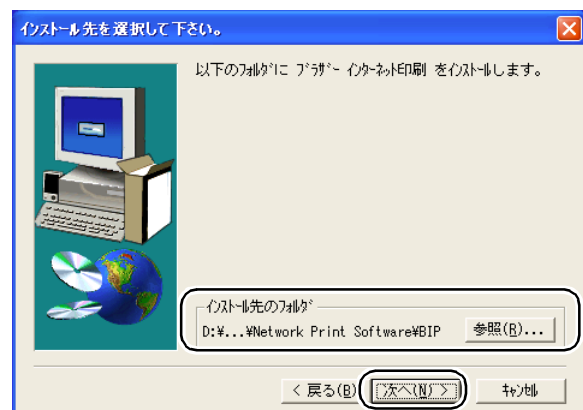 インストール先を選択して下さい。
以下のﾌｫﾙﾀﾞに ﾌﾞﾗｻﾞｰ ｲﾝﾀｰﾈｯﾄ印刷 をｲﾝｽﾄｰﾙします。
ｲﾝｽﾄｰﾙ先のﾌｫﾙﾀﾞ
D:¥...¥Network Print Software¥BIP 参照(R)...
< 戻る(B) 次へ(N) > ｷｬﾝｾﾙ